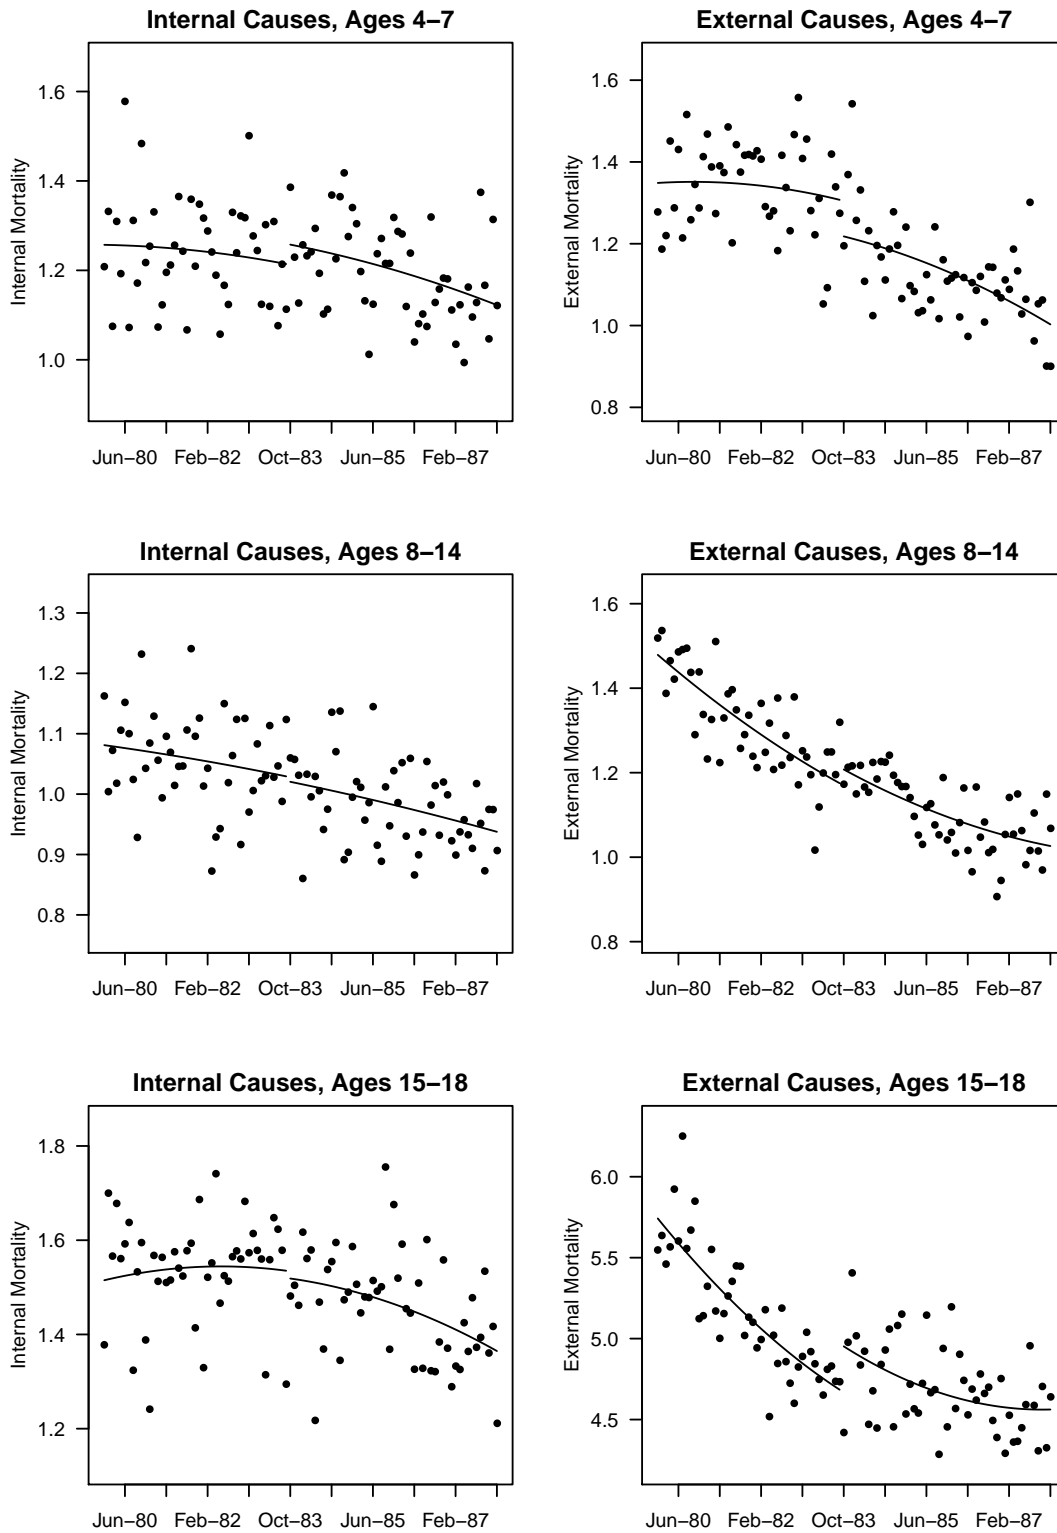 Internal Causes, Ages 4–7
Internal Mortality
1.6
1.4
1.2
1.0
Jun–80 Feb–82 Oct–83 Jun–85 Feb–87
External Causes, Ages 4–7
External Mortality
1.6
1.4
1.2
1.0
0.8
Jun–80 Feb–82 Oct–83 Jun–85 Feb–87
Internal Causes, Ages 8–14
Internal Mortality
1.3
1.2
1.1
1.0
0.9
0.8
Jun–80 Feb–82 Oct–83 Jun–85 Feb–87
External Causes, Ages 8–14
External Mortality
1.6
1.4
1.2
1.0
0.8
Jun–80 Feb–82 Oct–83 Jun–85 Feb–87
Internal Causes, Ages 15–18
Internal Mortality
1.8
1.6
1.4
1.2
Jun–80 Feb–82 Oct–83 Jun–85 Feb–87
External Causes, Ages 15–18
External Mortality
6.0
5.5
5.0
4.5
Jun–80 Feb–82 Oct–83 Jun–85 Feb–87